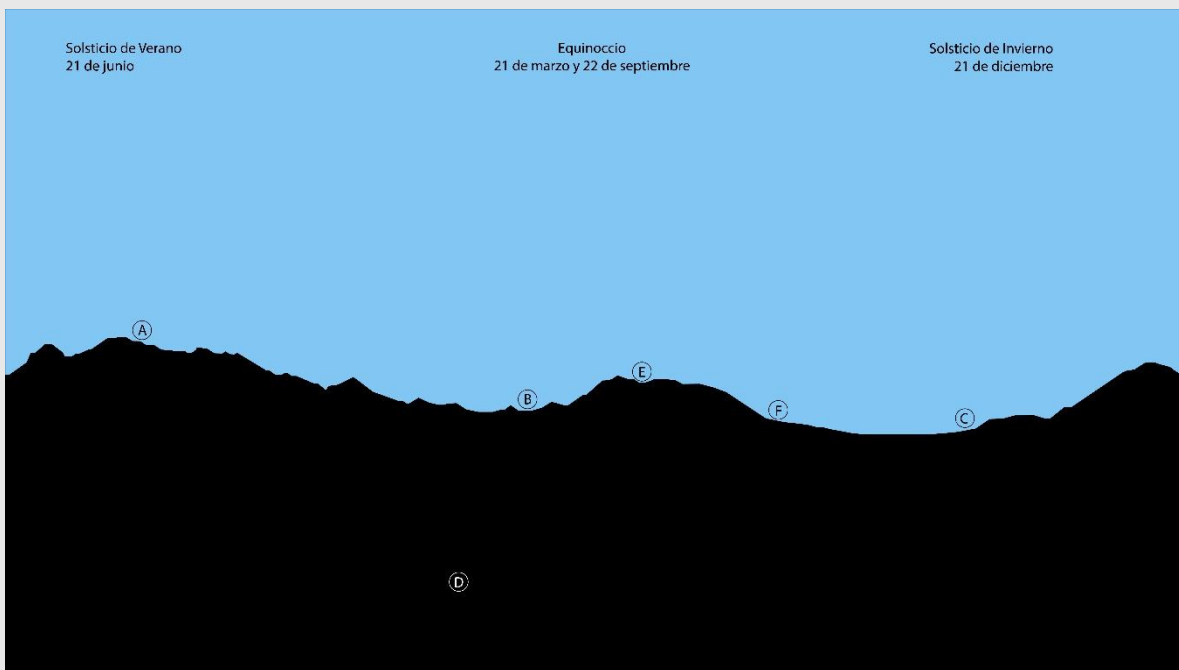 Solsticio de Verano
21 de junio
Equinoccio
21 de marzo y 22 de septiembre
Solsticio de Invierno
21 de diciembre
A
B
E
F
C
D